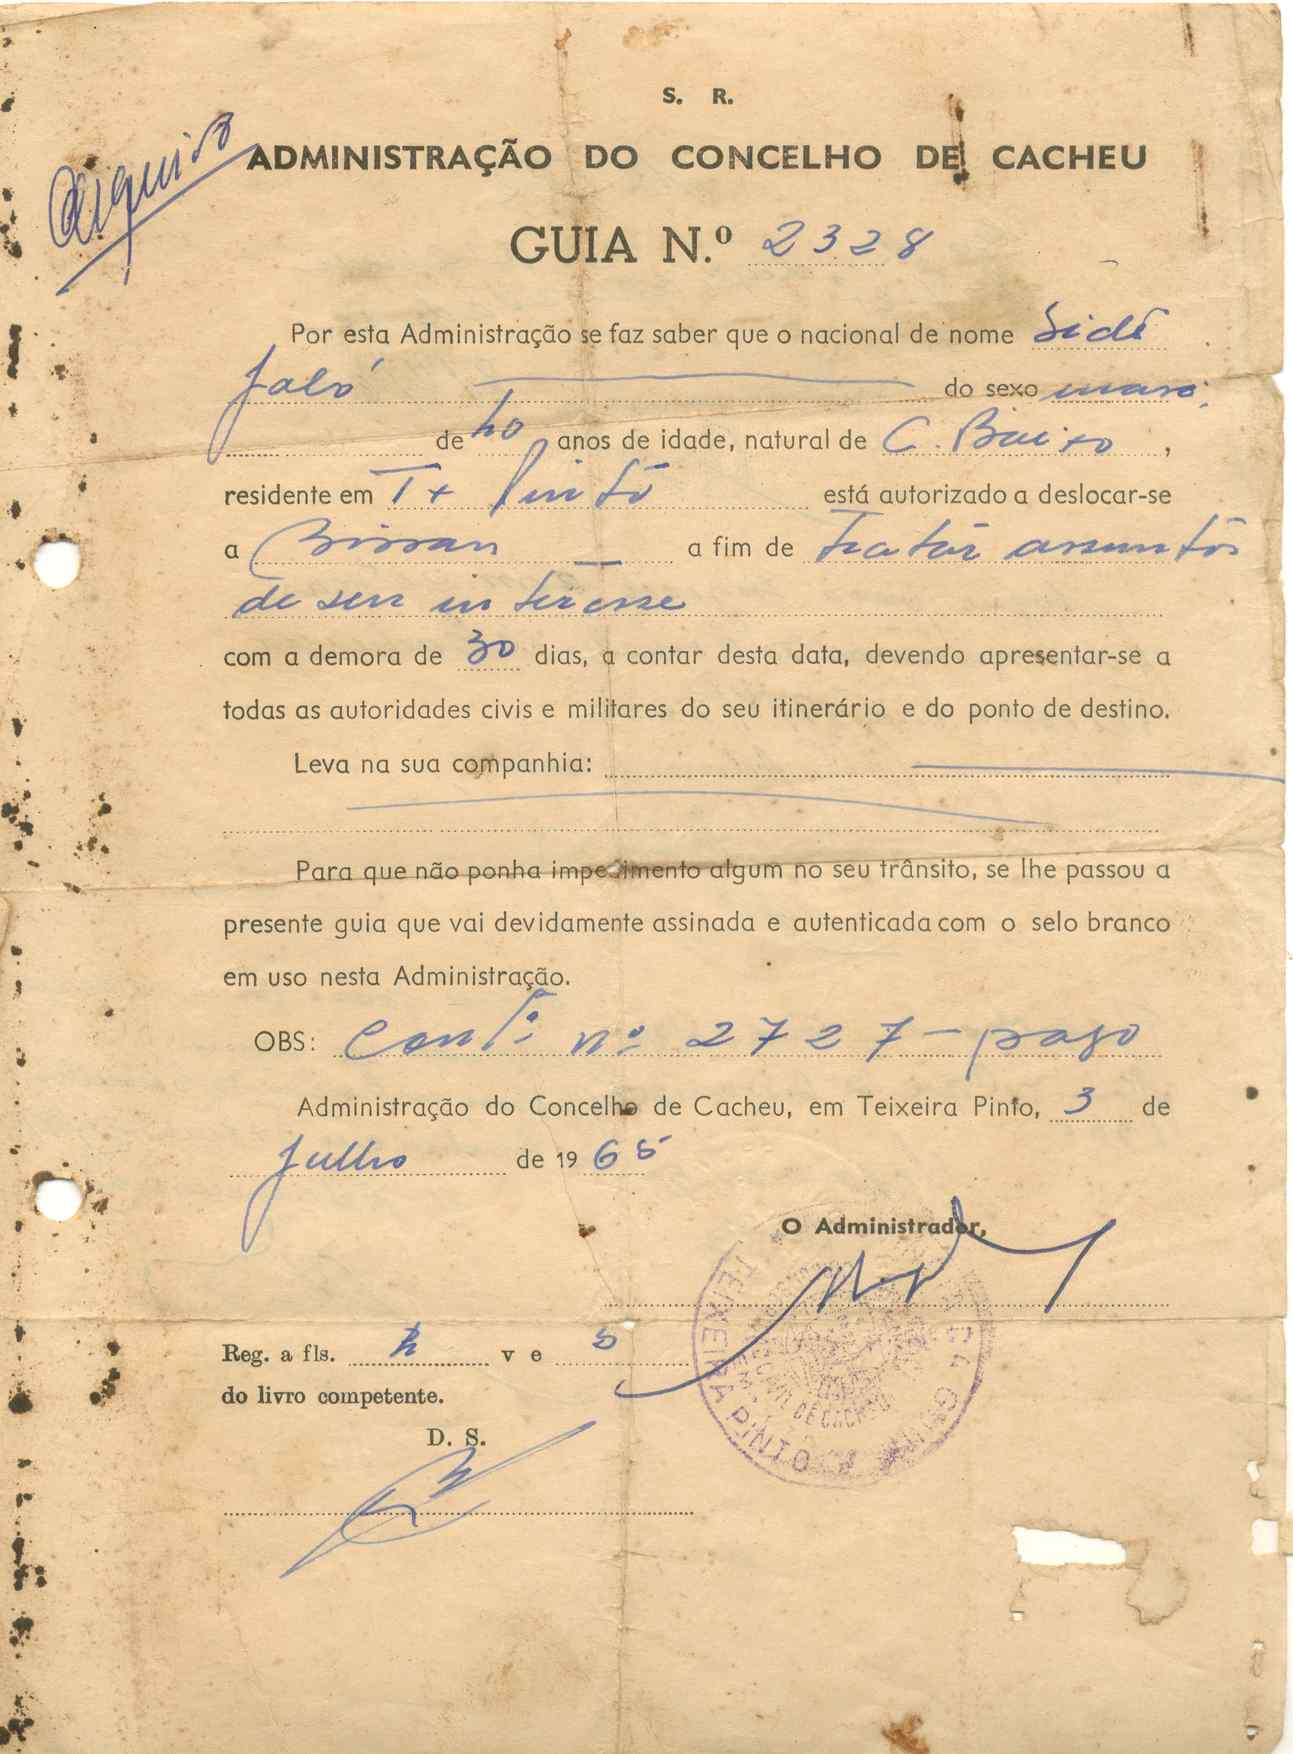 Arquivo
S. R.
ADMINISTRAÇÃO DO CONCELHO DE CACHEU
GUIA N.º 2328
Por esta Administração se faz saber que o nacional de nome Sidi
Jaló do sexo masc.
de 40 anos de idade, natural de C. Baixo,
residente em Tx Pinto está autorizado a deslocar-se
a Bissau a fim de tratar assuntos
de seu interesse
com a demora de 30 dias, a contar desta data, devendo apresentar-se a
todas as autoridades civis e militares do seu itinerário e do ponto de destino.
Leva na sua companhia:
Para que não ponha impedimento algum no seu trânsito, se lhe passou a
presente guia que vai devidamente assinada e autenticada com o selo branco
em uso nesta Administração.
OBS: Cont.ª nº 2727 - pago
Administração do Concelho de Cacheu, em Teixeira Pinto, 3 de
Julho de 1965
O Administrador,
TEIXEIRA PINTO
DE CACHEU
Reg. a fls. v e 5
do livro competente.
D. S.